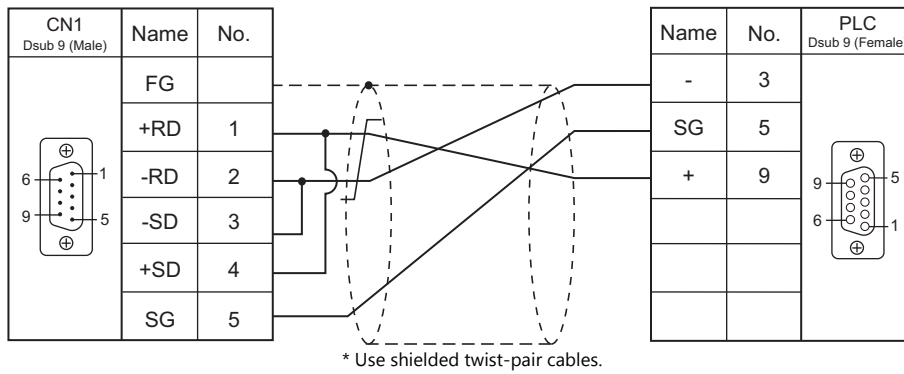 CN1
Dsub 9 (Male)
Name No.
FG
+RD 1
-RD 2
-SD 3
+SD 4
SG 5
6 1
9 5
Name No.
- 3
SG 5
+ 9
PLC
Dsub 9 (Female)
9 5
6 1
* Use shielded twist-pair cables.